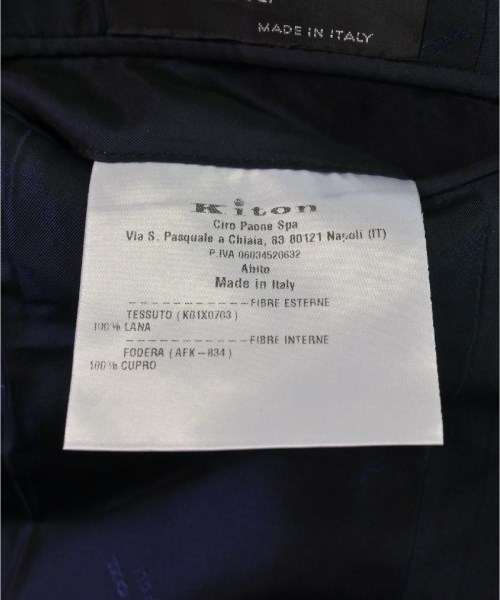 MADE IN ITALY
Kiton
Ciro Paone Spa
Via S. Pasquale a Chiaia, 83 80121 Napoli (IT)
P.IVA 06034520632
Abito
Made in Italy
------------FIBRE ESTERNE
TESSUTO (K01X0703)
100% LANA
------------FIBRE INTERNE
FODERA (AFK-834)
100% CUPRO